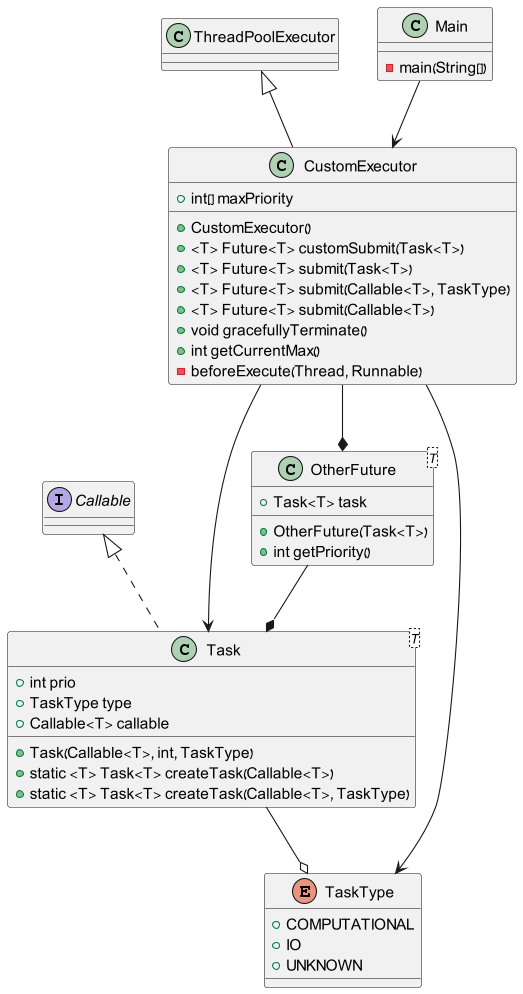 C ThreadPoolExecutor
C Main
main(String[])
C CustomExecutor
int[] maxPriority
CustomExecutor()
<T> Future<T> customSubmit(Task<T>)
<T> Future<T> submit(Task<T>)
<T> Future<T> submit(Callable<T>, TaskType)
<T> Future<T> submit(Callable<T>)
void gracefullyTerminate()
int getCurrentMax()
beforeExecute(Thread, Runnable)
C OtherFuture
T
Task<T> task
OtherFuture(Task<T>)
int getPriority()
I Callable
C Task
T
int prio
TaskType type
Callable<T> callable
Task(Callable<T>, int, TaskType)
static <T> Task<T> createTask(Callable<T>)
static <T> Task<T> createTask(Callable<T>, TaskType)
E TaskType
COMPUTATIONAL
IO
UNKNOWN